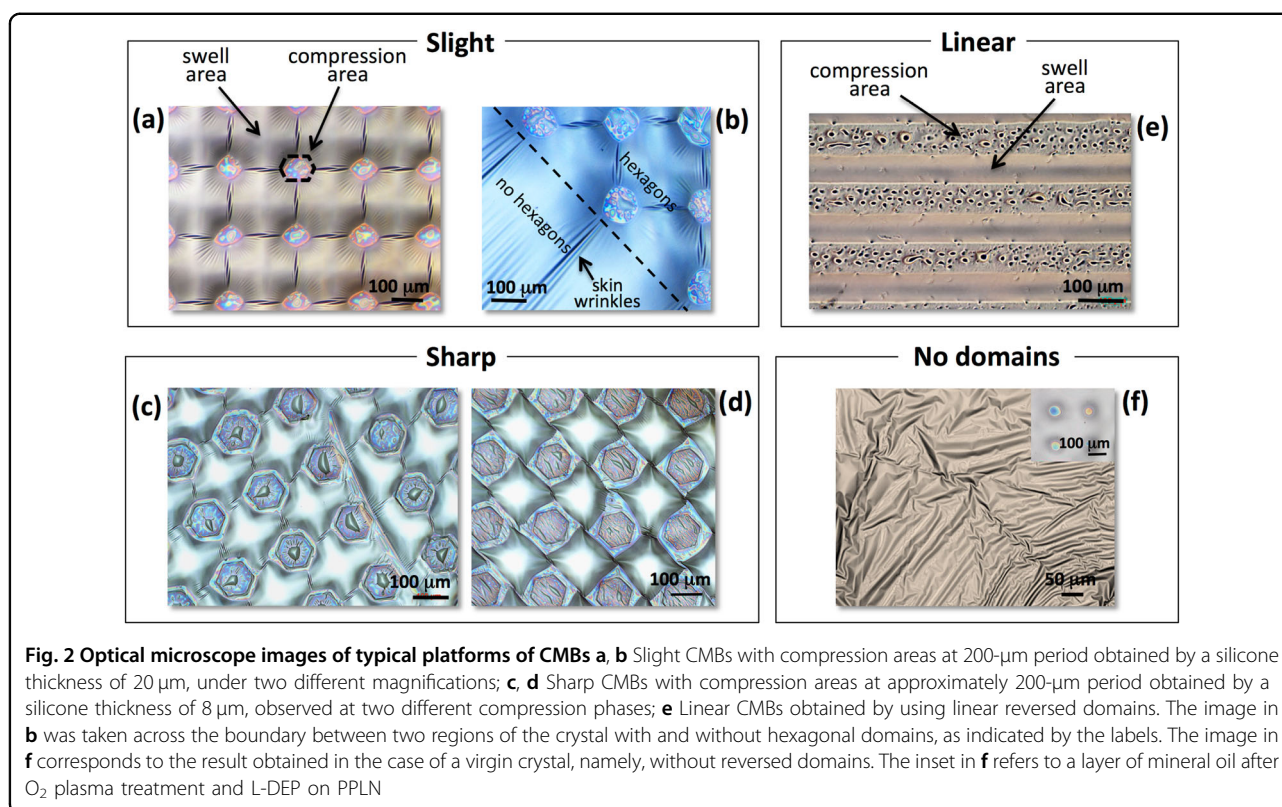 Slight
swell area
compression area
(a)
100 µm
(b)
hexagons
no hexagons
skin wrinkles
100 µm
Linear
compression area
swell area
(e)
100 µm
Sharp
(c)
100 µm
(d)
100 µm
No domains
(f)
100 µm
50 µm
Fig. 2 Optical microscope images of typical platforms of CMBs a, b Slight CMBs with compression areas at 200-µm period obtained by a silicone
thickness of 20 µm, under two different magnifications; c, d Sharp CMBs with compression areas at approximately 200-µm period obtained by a
silicone thickness of 8 µm, observed at two different compression phases; e Linear CMBs obtained by using linear reversed domains. The image in
b was taken across the boundary between two regions of the crystal with and without hexagonal domains, as indicated by the labels. The image in
f corresponds to the result obtained in the case of a virgin crystal, namely, without reversed domains. The inset in f refers to a layer of mineral oil after
O₂ plasma treatment and L-DEP on PPLN